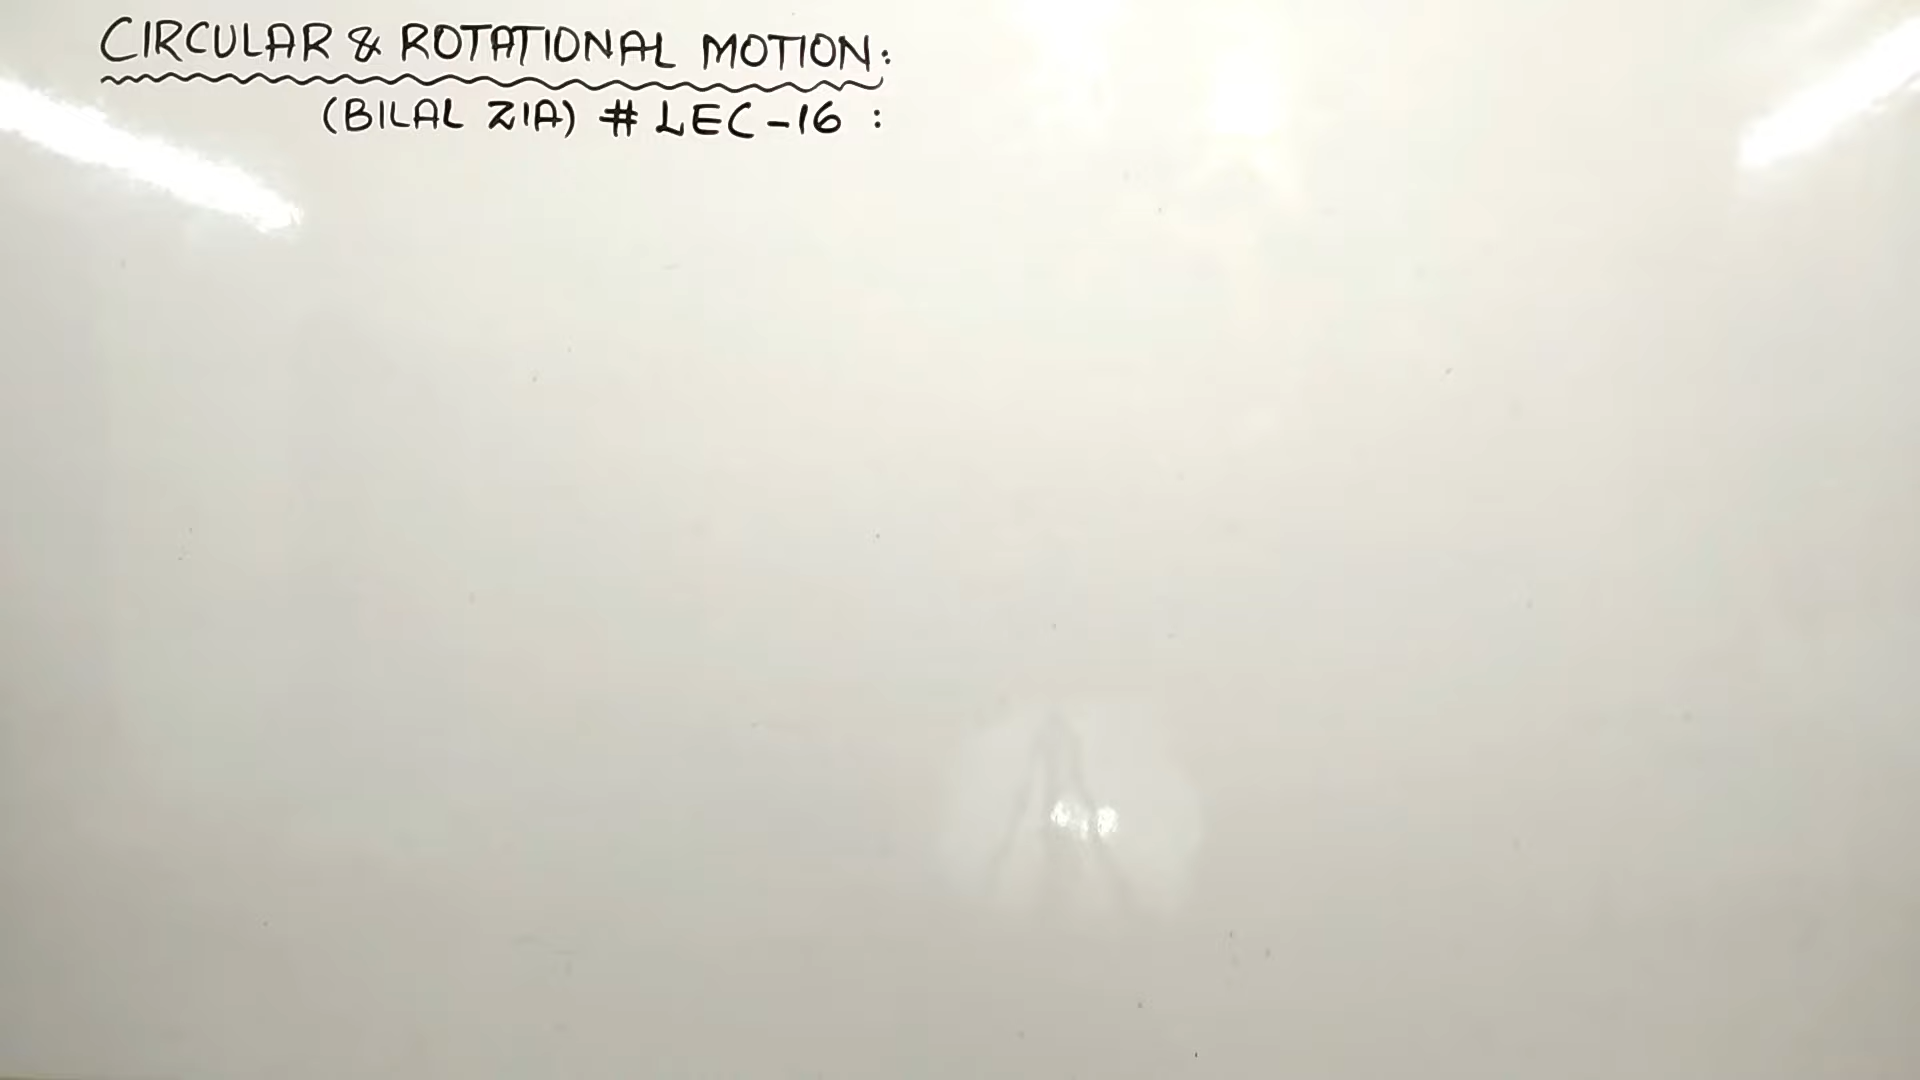 CIRCULAR & ROTATIONAL MOTION:
(BILAL ZIA) # LEC-16 :